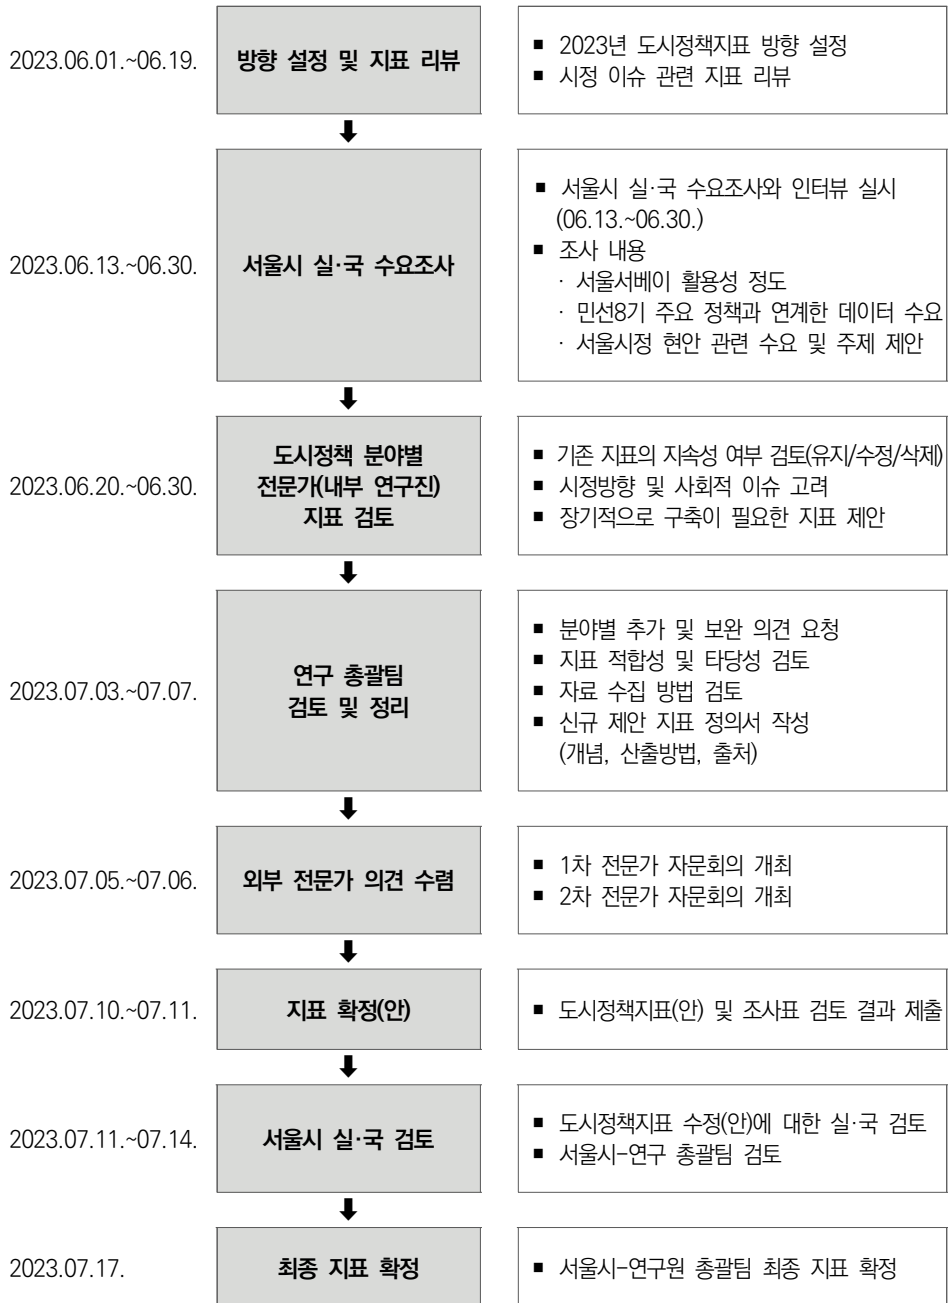 2023.06.01.~06.19.
방향 설정 및 지표 리뷰
■ 2023년 도시정책지표 방향 설정
■ 시정 이슈 관련 지표 리뷰
2023.06.13.~06.30.
서울시 실·국 수요조사
■ 서울시 실·국 수요조사와 인터뷰 실시
(06.13.~06.30.)
■ 조사 내용
· 서울서베이 활용성 정도
· 민선8기 주요 정책과 연계한 데이터 수요
· 서울시정 현안 관련 수요 및 주제 제안
2023.06.20.~06.30.
도시정책 분야별
전문가(내부 연구진)
지표 검토
■ 기존 지표의 지속성 여부 검토(유지/수정/삭제)
■ 시정방향 및 사회적 이슈 고려
■ 장기적으로 구축이 필요한 지표 제안
2023.07.03.~07.07.
연구 총괄팀
검토 및 정리
■ 분야별 추가 및 보완 의견 요청
■ 지표 적합성 및 타당성 검토
■ 자료 수집 방법 검토
■ 신규 제안 지표 정의서 작성
(개념, 산출방법, 출처)
2023.07.05.~07.06.
외부 전문가 의견 수렴
■ 1차 전문가 자문회의 개최
■ 2차 전문가 자문회의 개최
2023.07.10.~07.11.
지표 확정(안)
■ 도시정책지표(안) 및 조사표 검토 결과 제출
2023.07.11.~07.14.
서울시 실·국 검토
■ 도시정책지표 수정(안)에 대한 실·국 검토
■ 서울시-연구 총괄팀 검토
2023.07.17.
최종 지표 확정
■ 서울시-연구원 총괄팀 최종 지표 확정